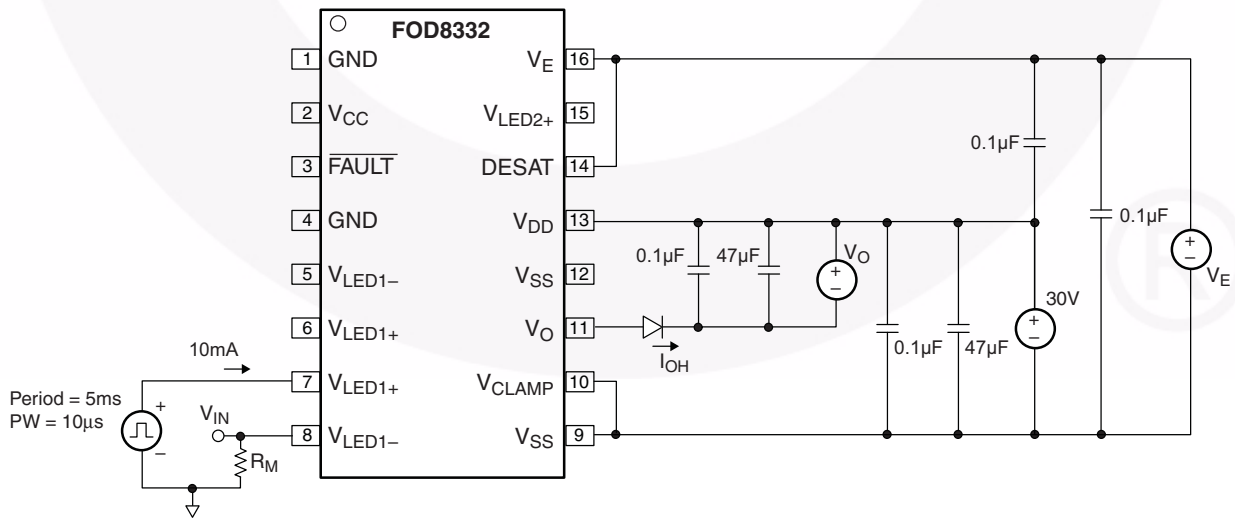 FOD8332
1 GND
2 VCC
3 FAULT
4 GND
5 VLED1–
6 VLED1+
7 VLED1+
8 VLED1–
VE 16
VLED2+ 15
DESAT 14
VDD 13
VSS 12
VO 11
VCLAMP 10
VSS 9
10mA
Period = 5ms
PW = 10μs
+
–
VIN
RM
0.1μF
47μF
+
–
VO
IOH
0.1μF
47μF
0.1μF
30V
+
–
0.1μF
+
–
VE
®